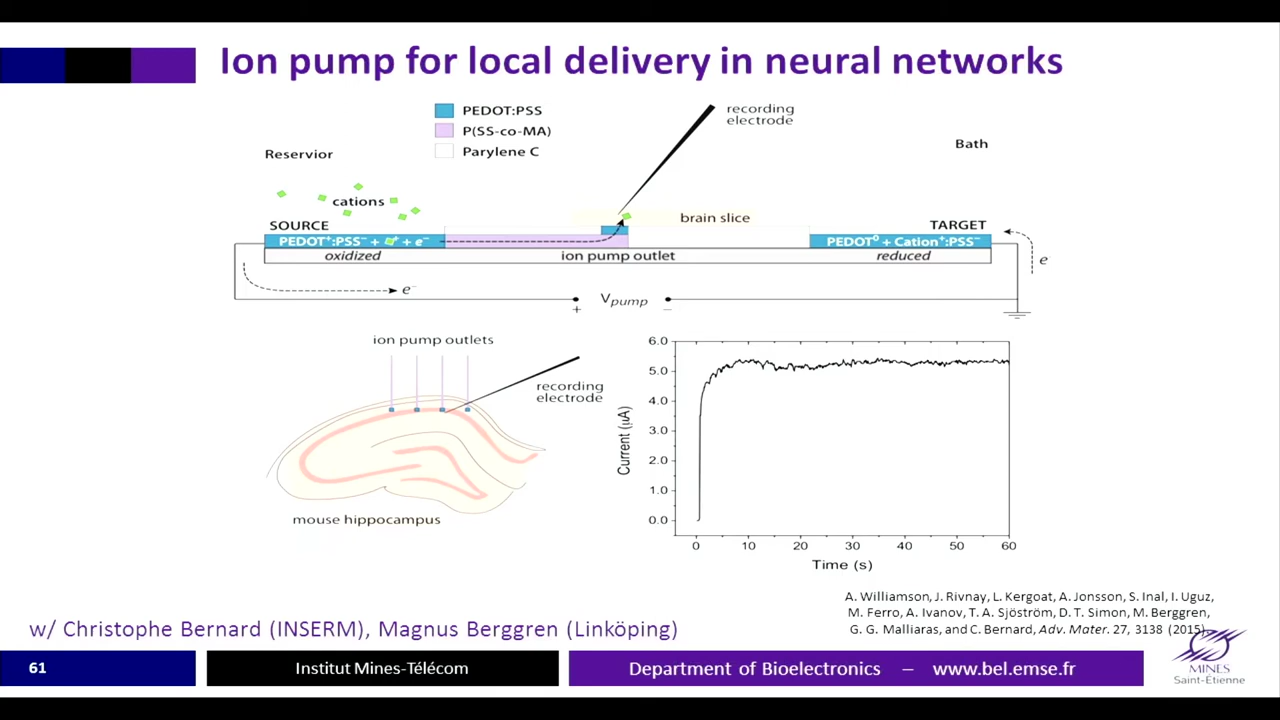 Ion pump for local delivery in neural networks
PEDOT:PSS
P(SS-co-MA)
Parylene C
recording
electrode
Reservior
Bath
cations
brain slice
SOURCE
TARGET
PEDOT⁺:PSS⁻ + c⁺ + e⁻
PEDOT⁰ + Cation⁺:PSS⁻
oxidized
ion pump outlet
reduced
e⁻
e
Vpump
+
−
ion pump outlets
recording
electrode
mouse hippocampus
6.0
5.0
4.0
3.0
2.0
1.0
0.0
Current (µA)
0 10 20 30 40 50 60
Time (s)
A. Williamson, J. Rivnay, L. Kergoat, A. Jonsson, S. Inal, I. Uguz,
M. Ferro, A. Ivanov, T. A. Sjöström, D. T. Simon, M. Berggren,
G. G. Malliaras, and C. Bernard, Adv. Mater. 27, 3138 (2015).
w/ Christophe Bernard (INSERM), Magnus Berggren (Linköping)
61
Institut Mines-Télécom
Department of Bioelectronics – www.bel.emse.fr
MINES
Saint-Étienne